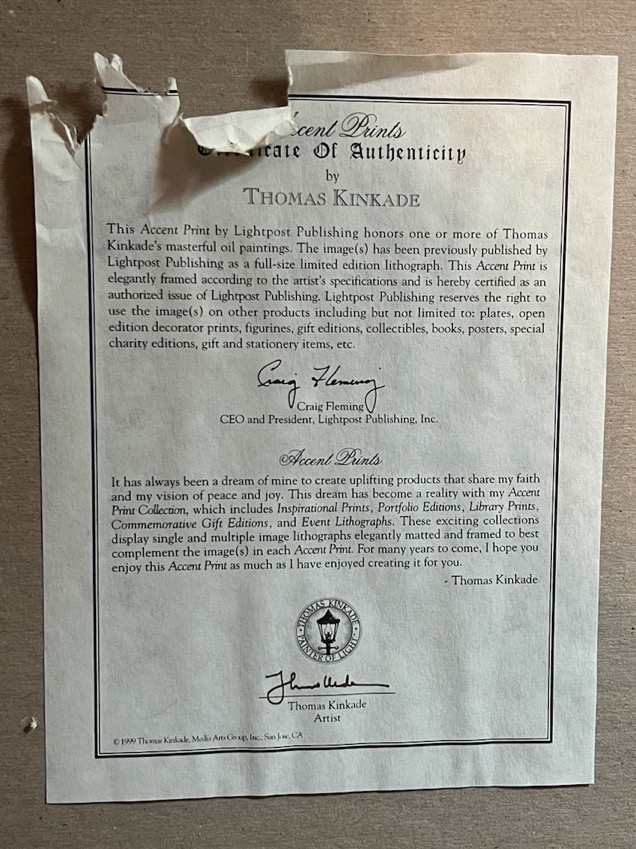 Accent Prints
Certificate Of Authenticity
by
THOMAS KINKADE
This Accent Print by Lightpost Publishing honors one or more of Thomas
Kinkade's masterful oil paintings. The image(s) has been previously published by
Lightpost Publishing as a full-size limited edition lithograph. This Accent Print is
elegantly framed according to the artist's specifications and is hereby certified as an
authorized issue of Lightpost Publishing. Lightpost Publishing reserves the right to
use the image(s) on other products including but not limited to: plates, open
edition decorator prints, figurines, gift editions, collectibles, books, posters, special
charity editions, gift and stationery items, etc.
Craig Fleming
Craig Fleming
CEO and President, Lightpost Publishing, Inc.
Accent Prints
It has always been a dream of mine to create uplifting products that share my faith
and my vision of peace and joy. This dream has become a reality with my Accent
Print Collection, which includes Inspirational Prints, Portfolio Editions, Library Prints,
Commemorative Gift Editions, and Event Lithographs. These exciting collections
display single and multiple image lithographs elegantly matted and framed to best
complement the image(s) in each Accent Print. For many years to come, I hope you
enjoy this Accent Print as much as I have enjoyed creating it for you.
- Thomas Kinkade
THOMAS KINKADE
PAINTER OF LIGHT
Thomas Kinkade
Artist
© 1999 Thomas Kinkade, Media Arts Group, Inc., San Jose, CA